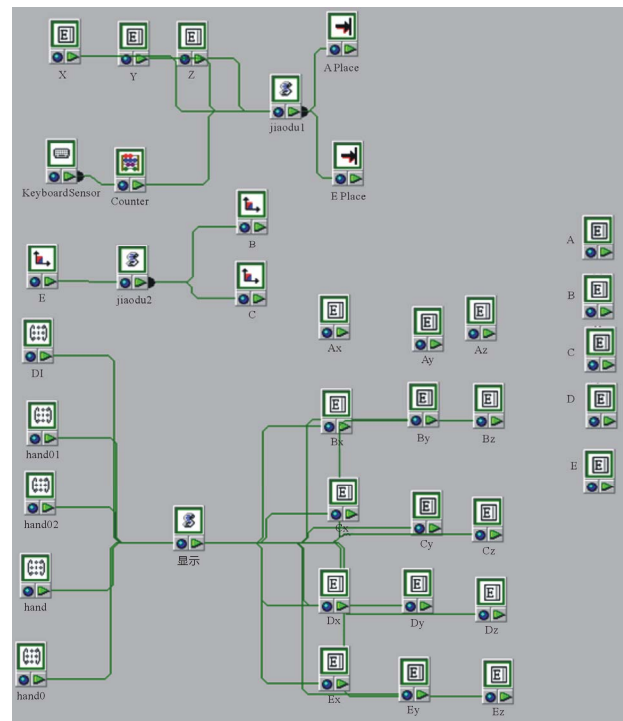 X
Y
Z
A Place
jiaodu1
KeyboardSensor
Counter
E Place
B
E
jiaodu2
C
A
B
C
D
E
DI
Ax
Ay
Az
hand01
Bx
By
Bz
hand02
Cx
Cy
Cz
显示
hand
Dx
Dy
Dz
hand0
Ex
Ey
Ez